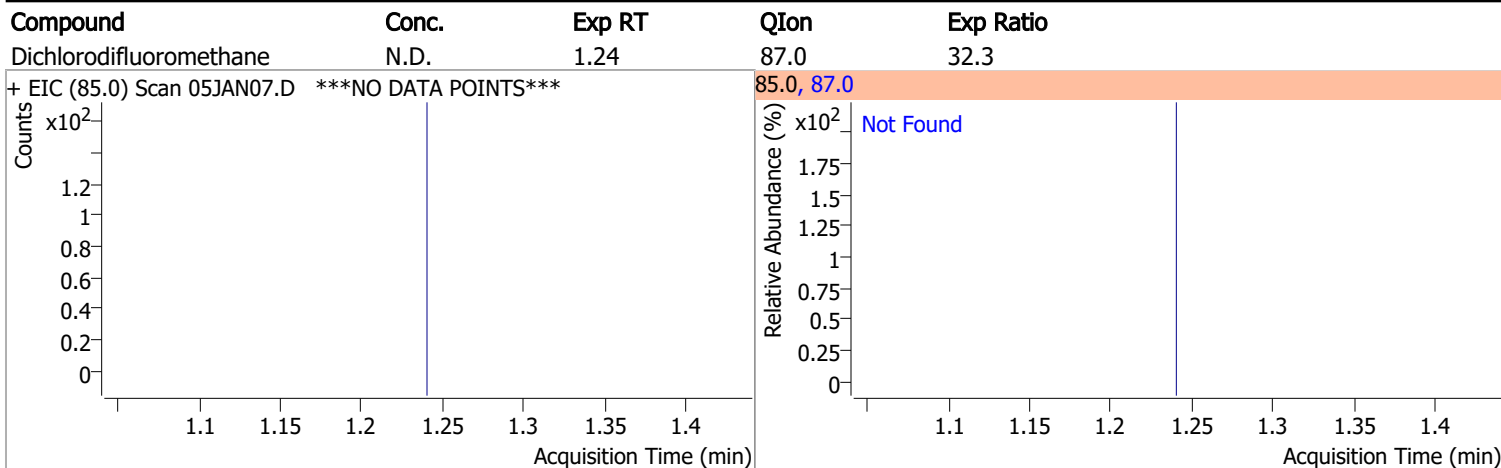 Compound Conc. Exp RT QIon Exp Ratio
Dichlorodifluoromethane N.D. 1.24 87.0 32.3
+ EIC (85.0) Scan 05JAN07.D ***NO DATA POINTS***
Counts
x10²
1.2
1
0.8
0.6
0.4
0.2
0
1.1 1.15 1.2 1.25 1.3 1.35 1.4
Acquisition Time (min)
85.0, 87.0
Relative Abundance (%)
x10²
Not Found
1.75
1.5
1.25
1
0.75
0.5
0.25
0
1.1 1.15 1.2 1.25 1.3 1.35 1.4
Acquisition Time (min)